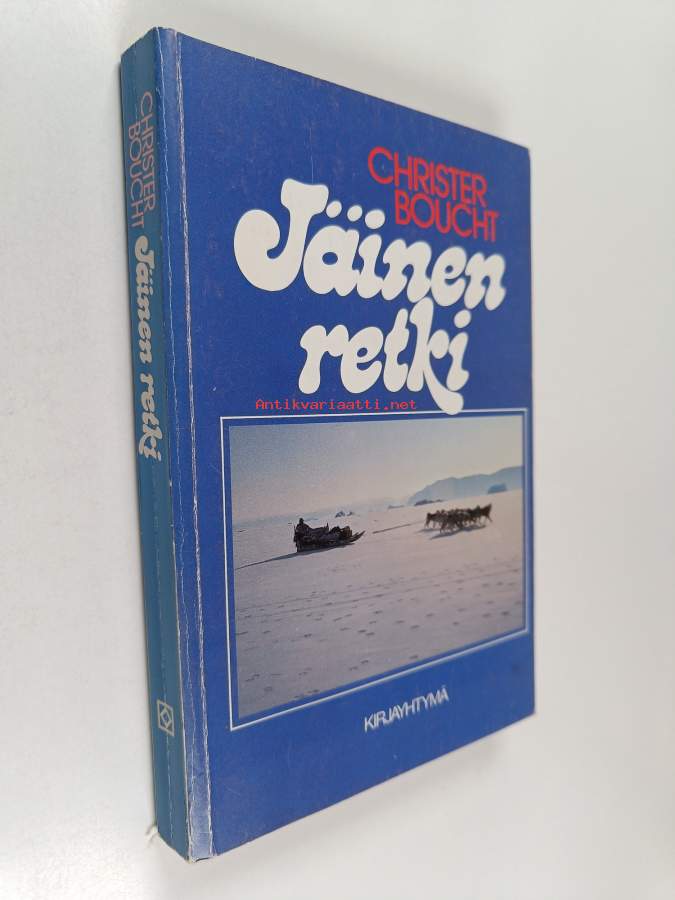 CHRISTER
BOUCHT
Jäinen
retki
Antikvariaatti.net
KIRJAYHTYMÄ
CHRISTER
BOUCHT
Jäinen retki